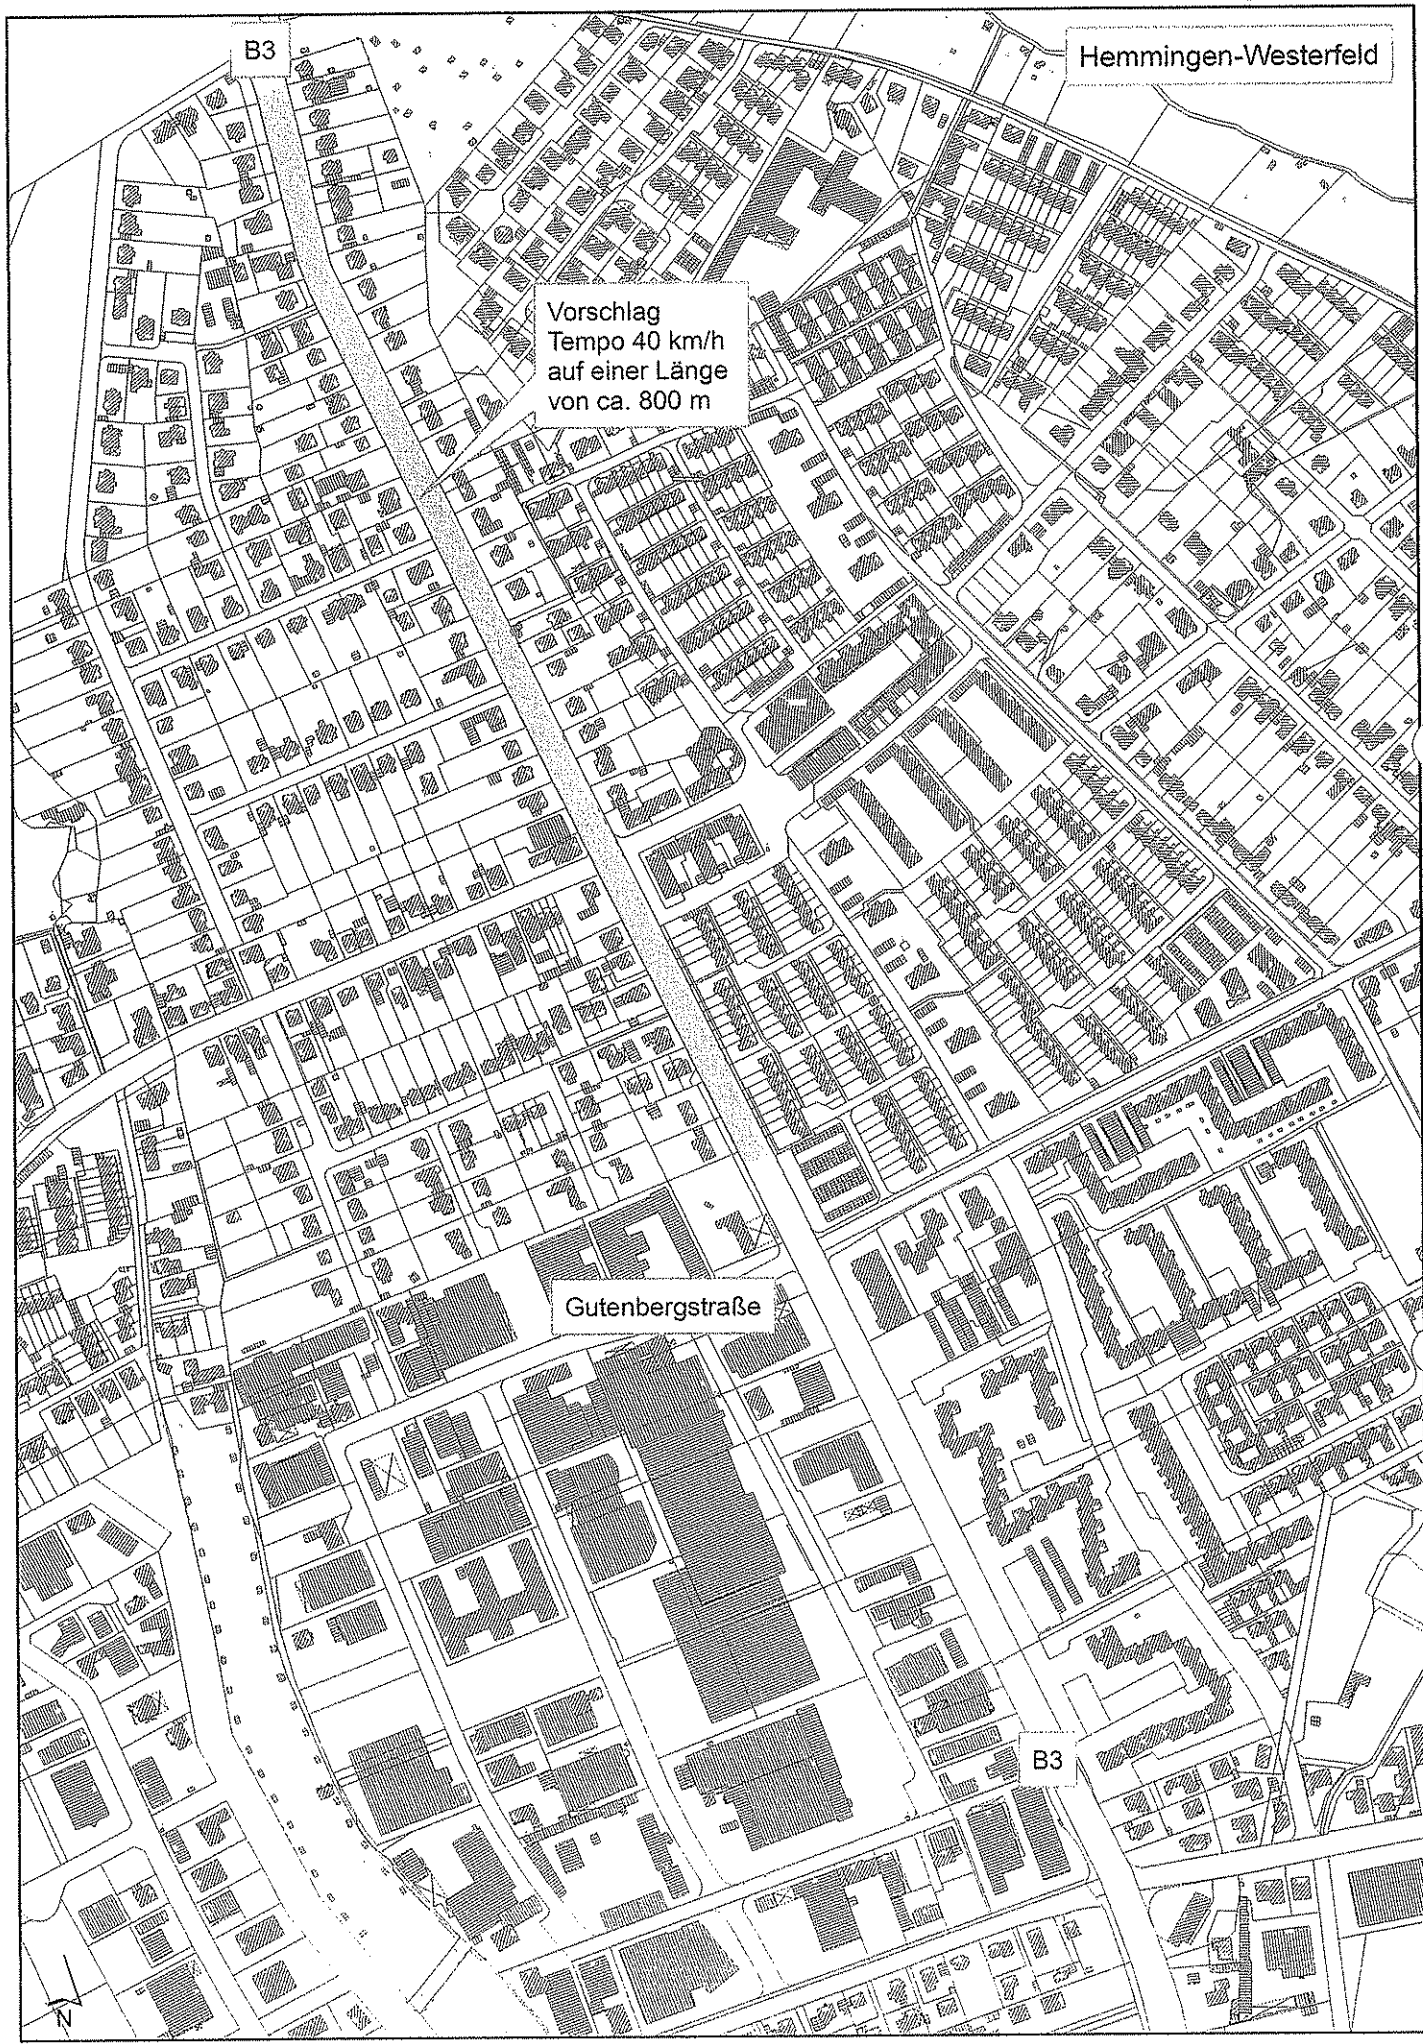 B3
Hemmingen-Westerfeld
Vorschlag
Tempo 40 km/h
auf einer Länge
von ca. 800 m
Gutenbergstraße
B3
N